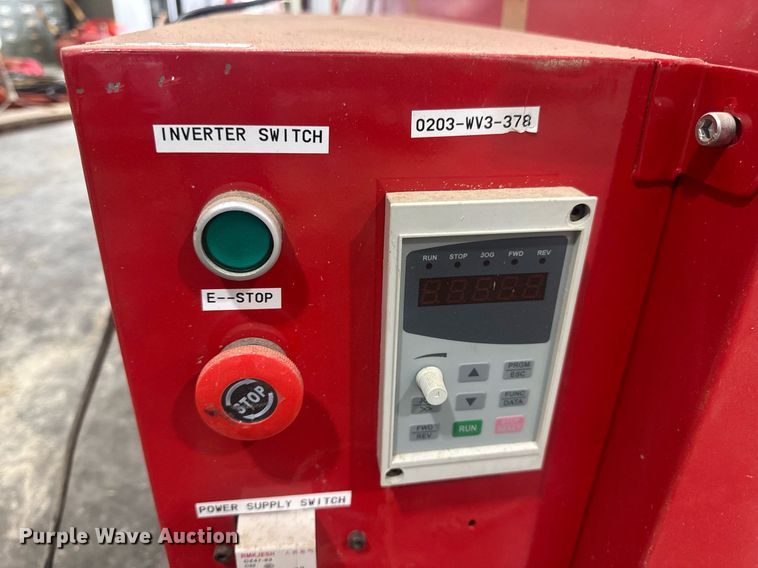 INVERTER SWITCH
0203-WV3-378
RUN STOP JOG FWD REV
E--STOP
STOP
PRGM
ESC
FUNC
DATA
FWD
REV
RUN
POWER SUPPLY SWITCH
Purple Wave Auction